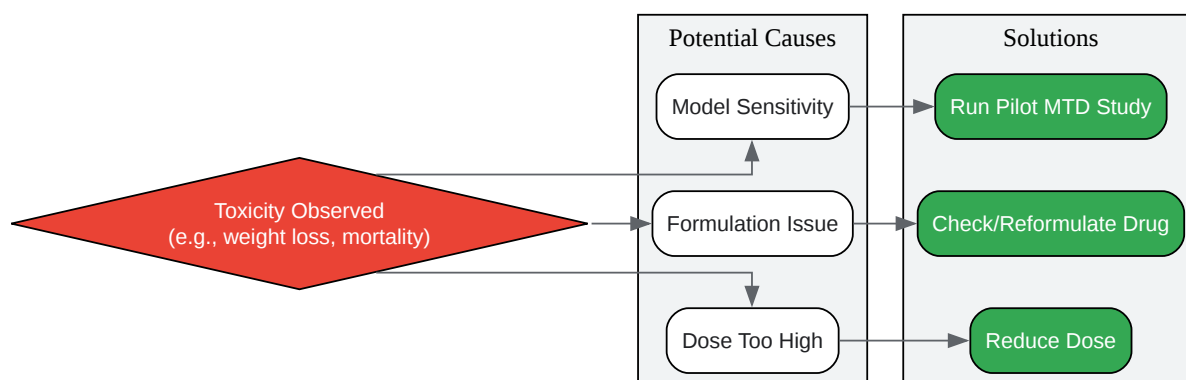 Potential Causes
Solutions
Model Sensitivity
Run Pilot MTD Study
Toxicity Observed
(e.g., weight loss, mortality)
Formulation Issue
Check/Reformulate Drug
Dose Too High
Reduce Dose